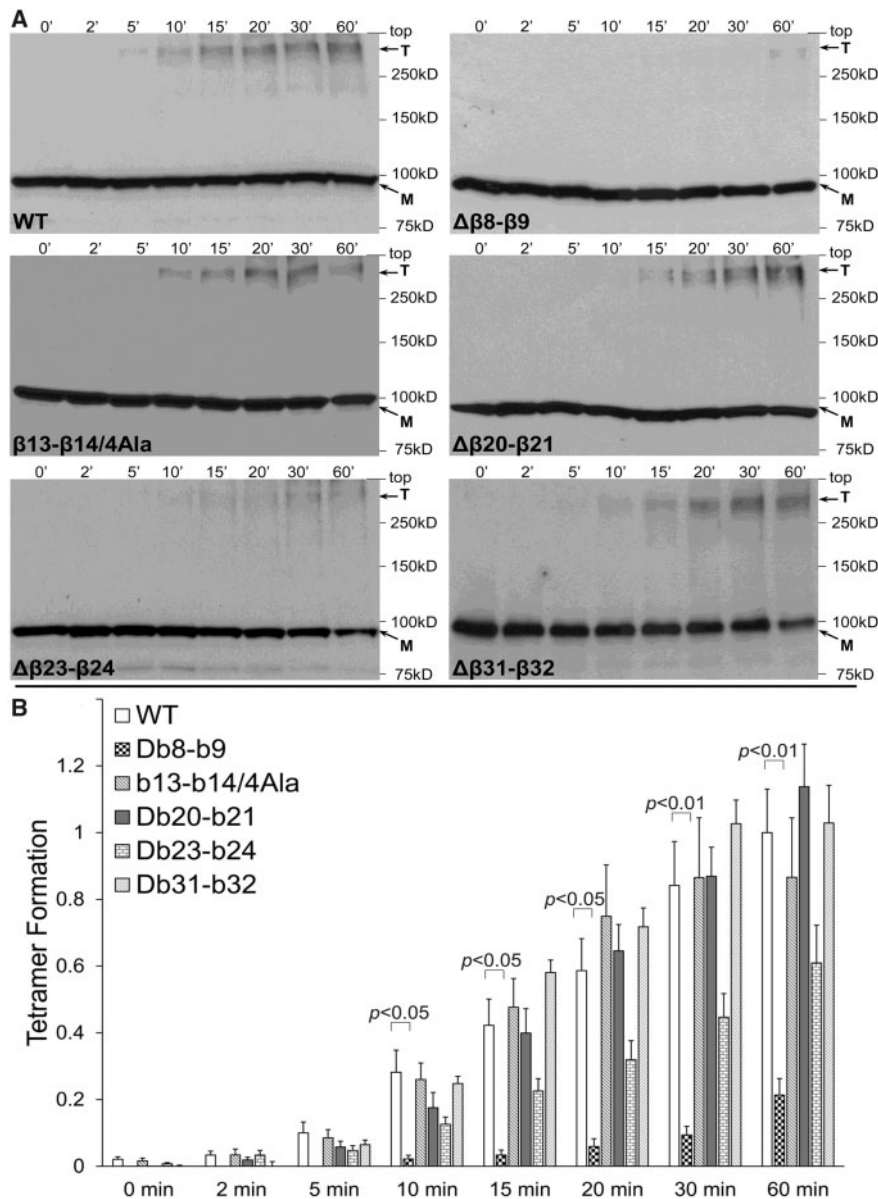 A
0' 2' 5' 10' 15' 20' 30' 60' top
T
250kD
150kD
100kD
M
75kD
WT
0' 2' 5' 10' 15' 20' 30' 60' top
T
250kD
150kD
100kD
M
75kD
Δβ8-β9
0' 2' 5' 10' 15' 20' 30' 60' top
T
250kD
150kD
100kD
M
75kD
β13-β14/4Ala
0' 2' 5' 10' 15' 20' 30' 60' top
T
250kD
150kD
100kD
M
75kD
Δβ20-β21
0' 2' 5' 10' 15' 20' 30' 60' top
T
250kD
150kD
100kD
M
75kD
Δβ23-β24
0' 2' 5' 10' 15' 20' 30' 60' top
T
250kD
150kD
100kD
M
75kD
Δβ31-β32
B
WT
Db8-b9
b13-b14/4Ala
Db20-b21
Db23-b24
Db31-b32
Tetramer Formation
1.2
1
0.8
0.6
0.4
0.2
0
p<0.05
p<0.05
p<0.05
p<0.01
p<0.01
0 min 2 min 5 min 10 min 15 min 20 min 30 min 60 min